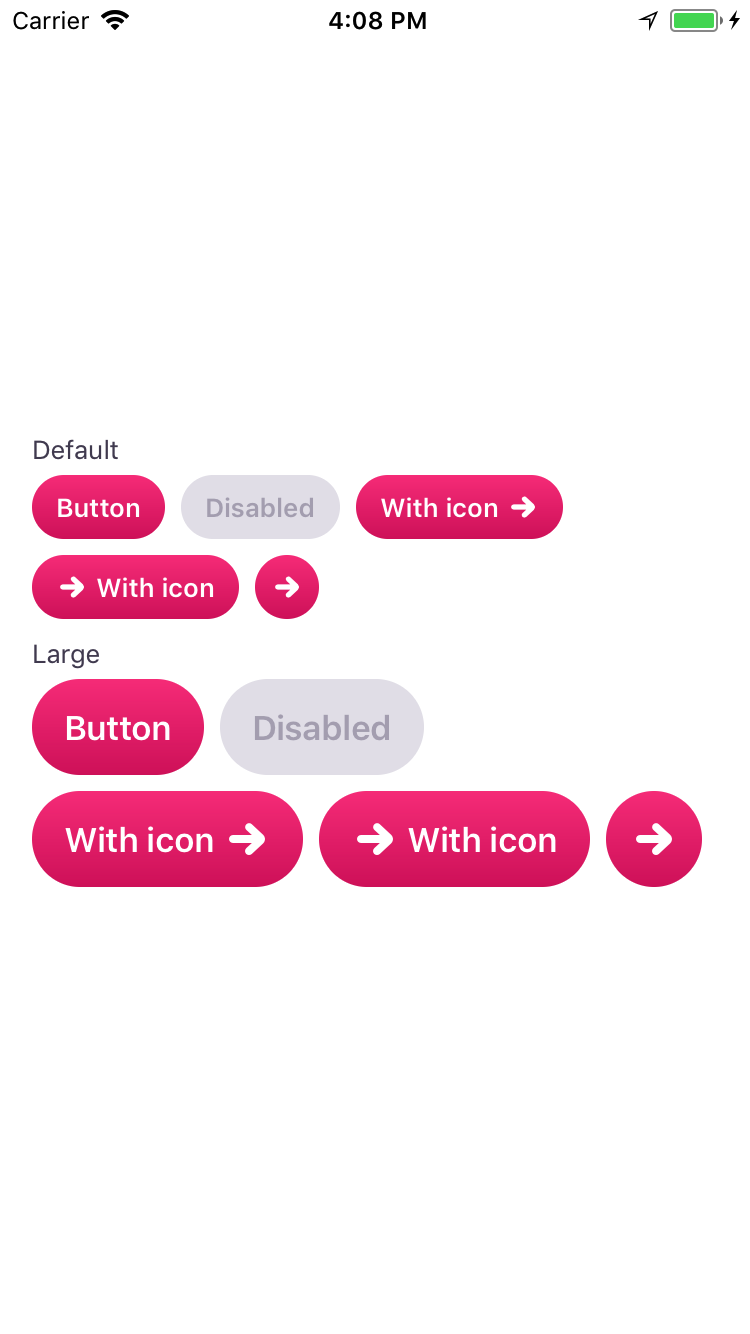 Carrier 4:08 PM
Default
Button Disabled With icon
With icon
Large
Button Disabled
With icon With icon